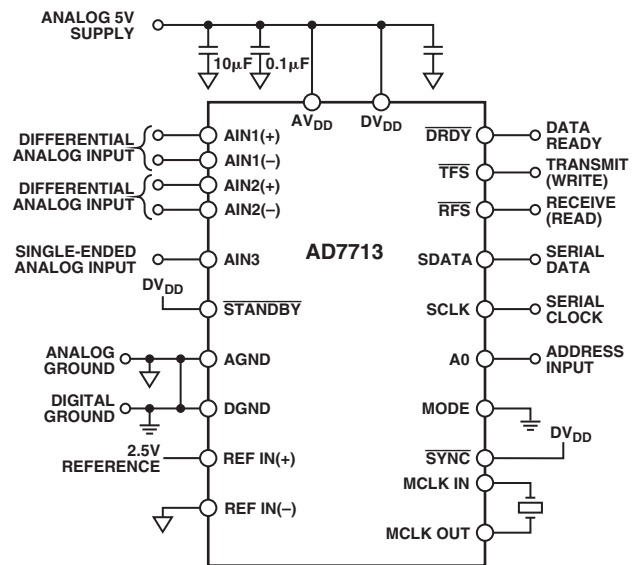 ANALOG 5V
SUPPLY
10μF
0.1μF
AVDD
DVDD
DIFFERENTIAL
ANALOG INPUT
AIN1(+)
AIN1(–)
DIFFERENTIAL
ANALOG INPUT
AIN2(+)
AIN2(–)
SINGLE-ENDED
ANALOG INPUT
AIN3
DVDD
STANDBY
ANALOG
GROUND
AGND
DIGITAL
GROUND
DGND
2.5V
REFERENCE
REF IN(+)
REF IN(–)
AD7713
DRDY
DATA
READY
TFS
TRANSMIT
(WRITE)
RFS
RECEIVE
(READ)
SDATA
SERIAL
DATA
SCLK
SERIAL
CLOCK
A0
ADDRESS
INPUT
MODE
DVDD
SYNC
MCLK IN
MCLK OUT